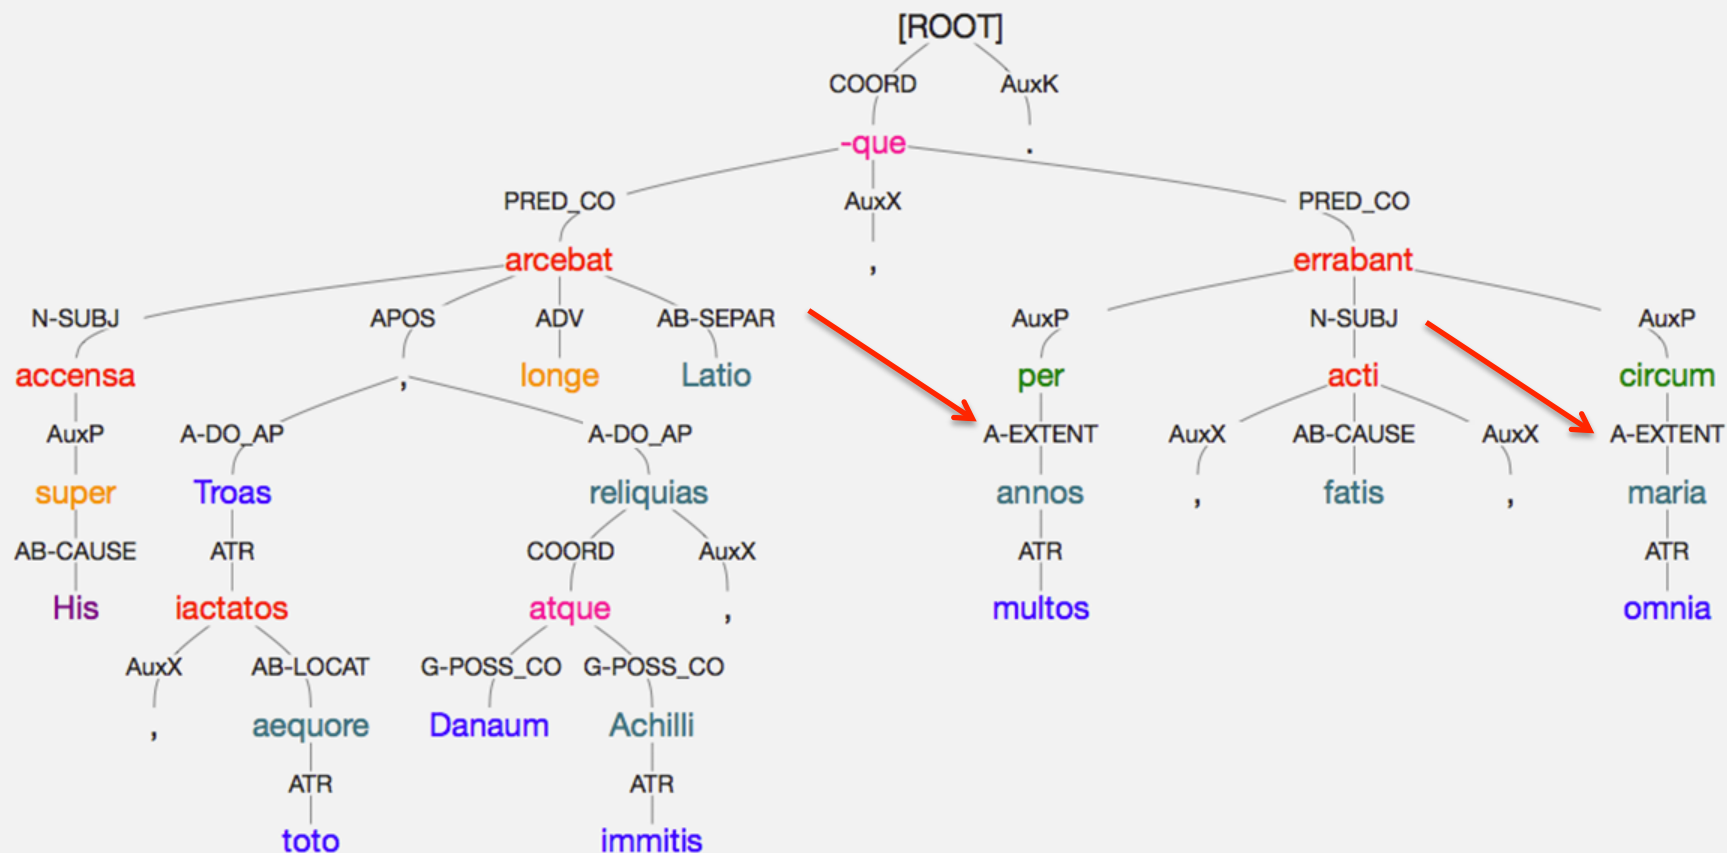 [ROOT]
COORD AuxK
-que .
PRED_CO AuxX PRED_CO
arcebat , errabant
N-SUBJ APOS ADV AB-SEPAR AuxP N-SUBJ AuxP
accensa , longe Latio per acti circum
AuxP A-DO_AP A-DO_AP A-EXTENT AuxX AB-CAUSE AuxX A-EXTENT
super Troas reliquias annos , fatis , maria
AB-CAUSE ATR COORD AuxX ATR ATR
His iactatos atque , multos omnia
AuxX AB-LOCAT G-POSS_CO G-POSS_CO
, aequore Danaum Achilli
ATR ATR
toto immitis